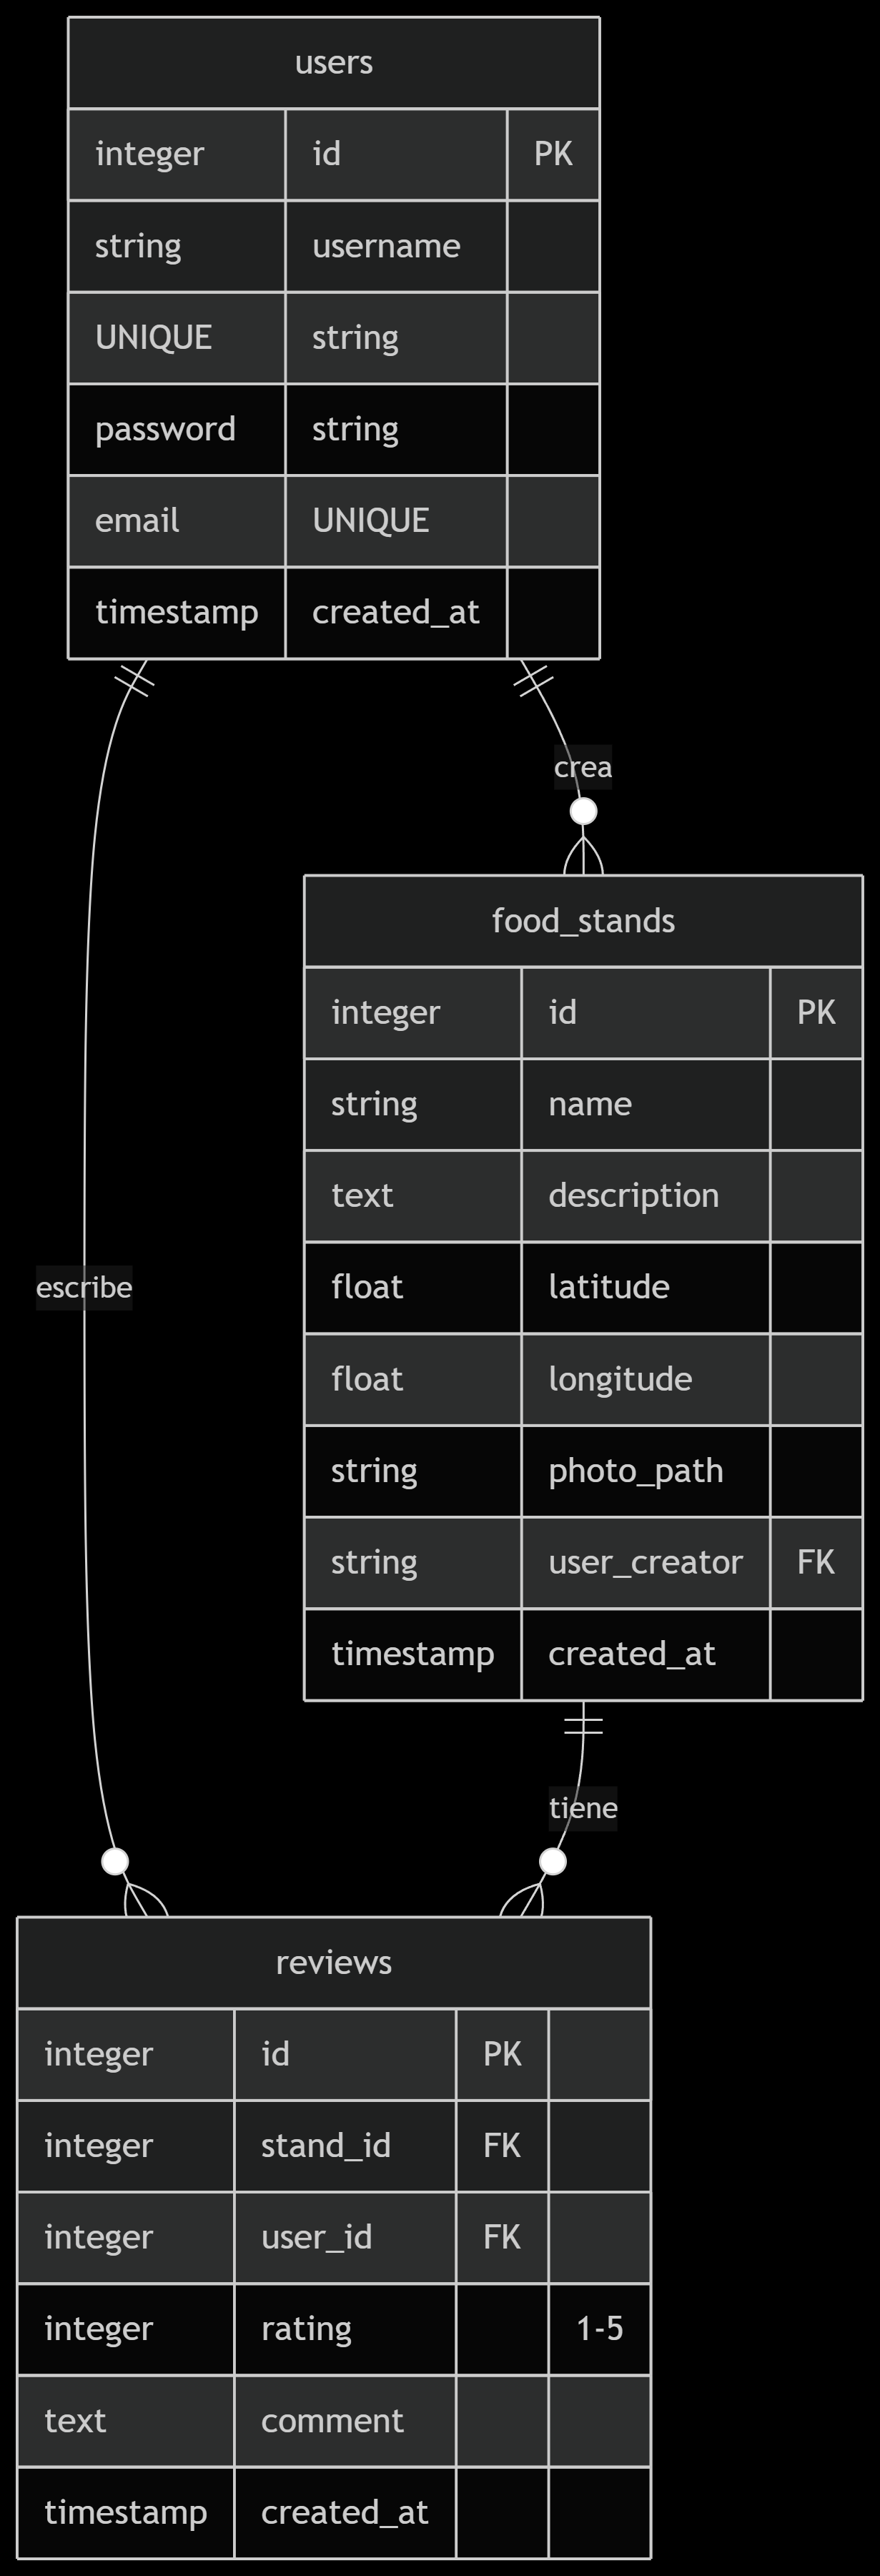 users
integer id PK
string username
UNIQUE string
password string
email UNIQUE
timestamp created_at
crea
food_stands
integer id PK
string name
text description
float latitude
escribe
float longitude
string photo_path
string user_creator FK
timestamp created_at
tiene
reviews
integer id PK
integer stand_id FK
integer user_id FK
integer rating 1-5
text comment
timestamp created_at